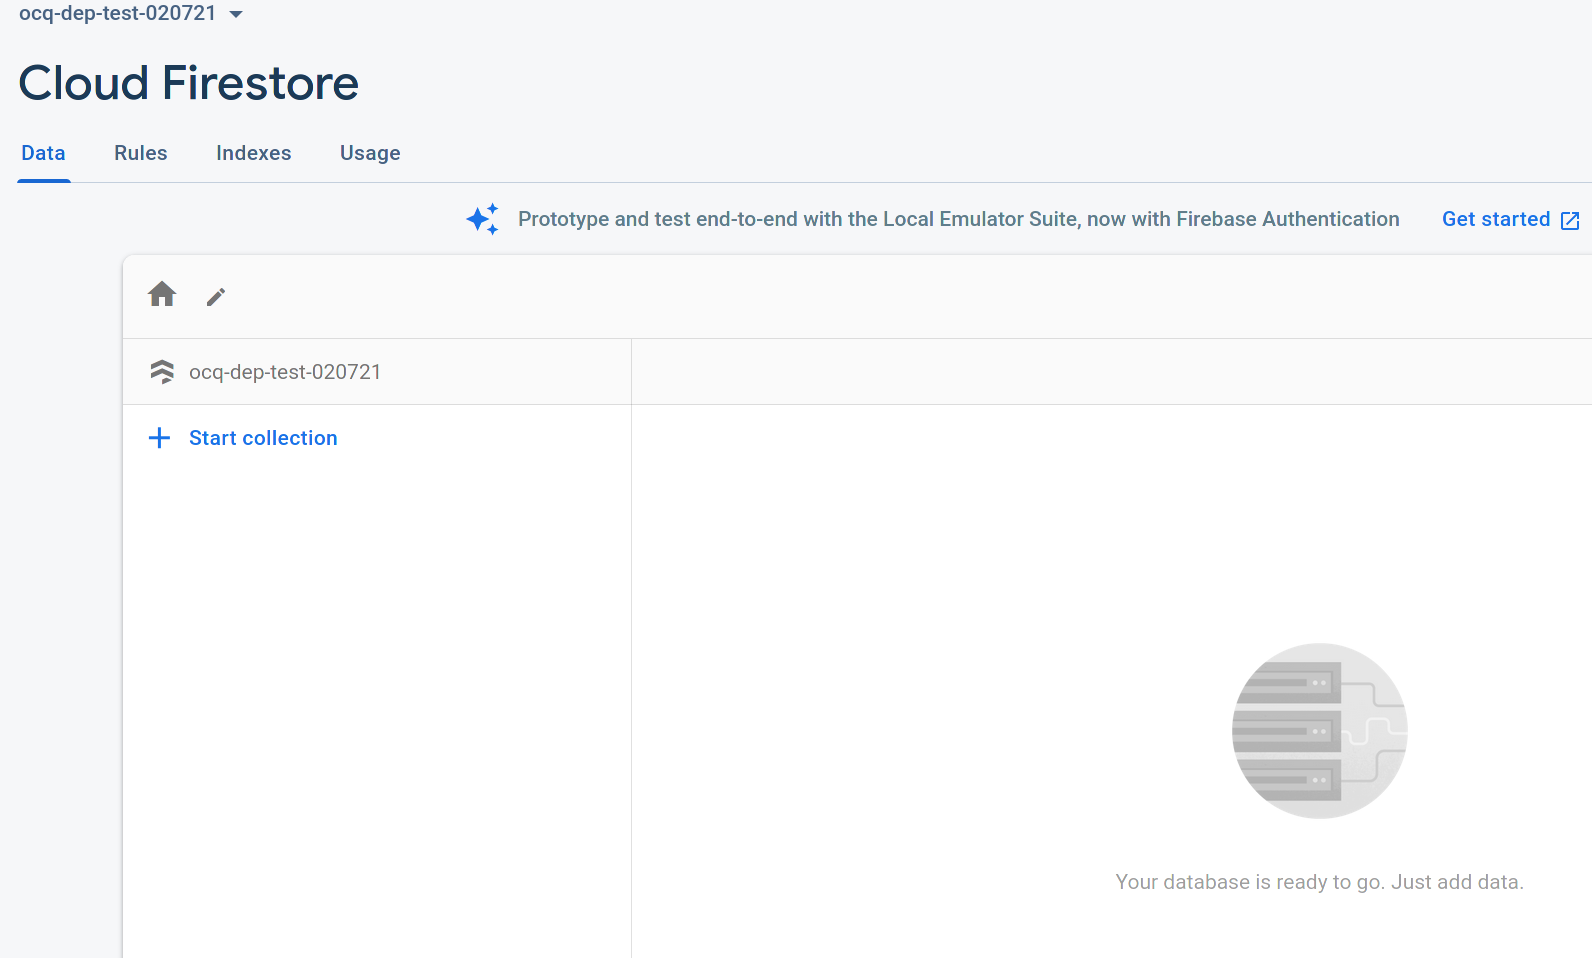 ocq-dep-test-020721
Cloud Firestore
Data Rules Indexes Usage
Prototype and test end-to-end with the Local Emulator Suite, now with Firebase Authentication Get started
ocq-dep-test-020721
Start collection
Your database is ready to go. Just add data.